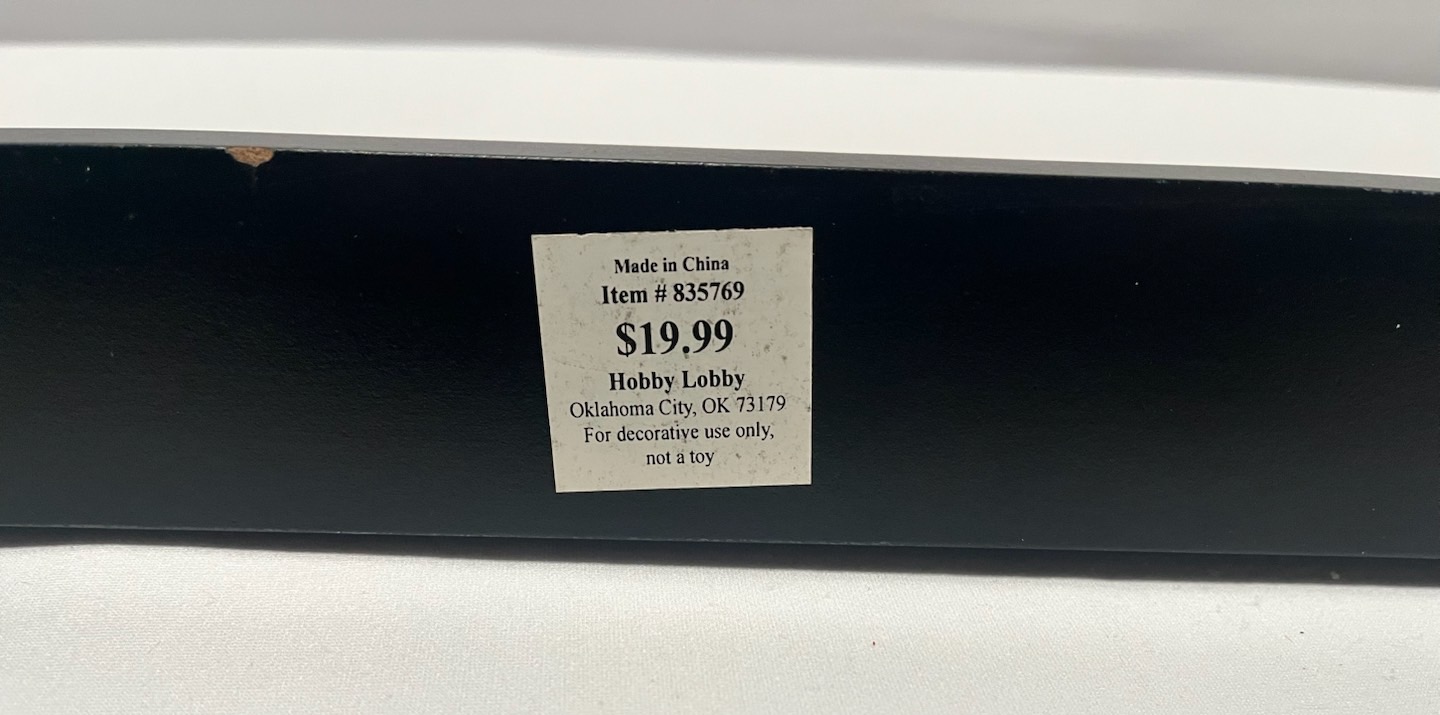 Made in China
Item # 835769
$19.99
Hobby Lobby
Oklahoma City, OK 73179
For decorative use only,
not a toy